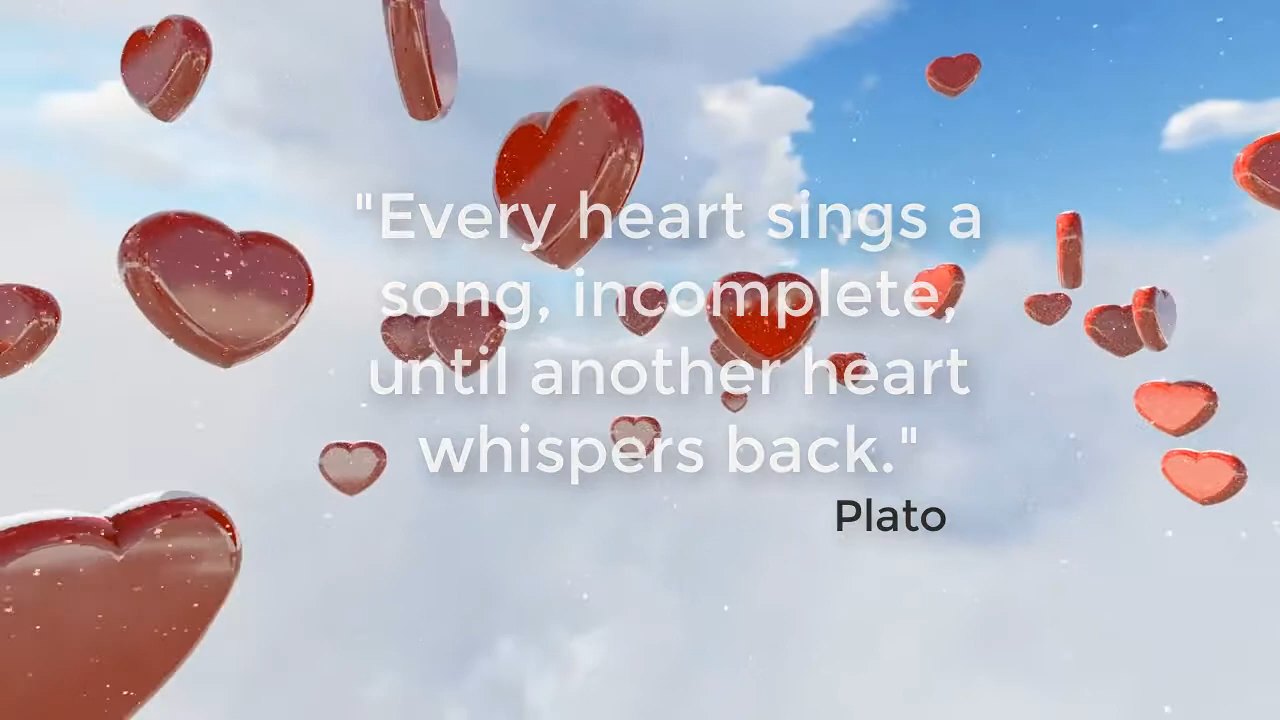 "Every heart sings a
song, incomplete,
until another heart
whispers back."
Plato